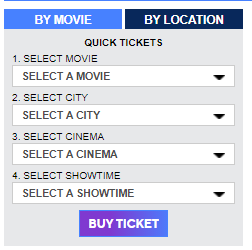 BY MOVIE BY LOCATION
QUICK TICKETS
1. SELECT MOVIE
SELECT A MOVIE
2. SELECT CITY
SELECT A CITY
3. SELECT CINEMA
SELECT A CINEMA
4. SELECT SHOWTIME
SELECT A SHOWTIME
BUY TICKET